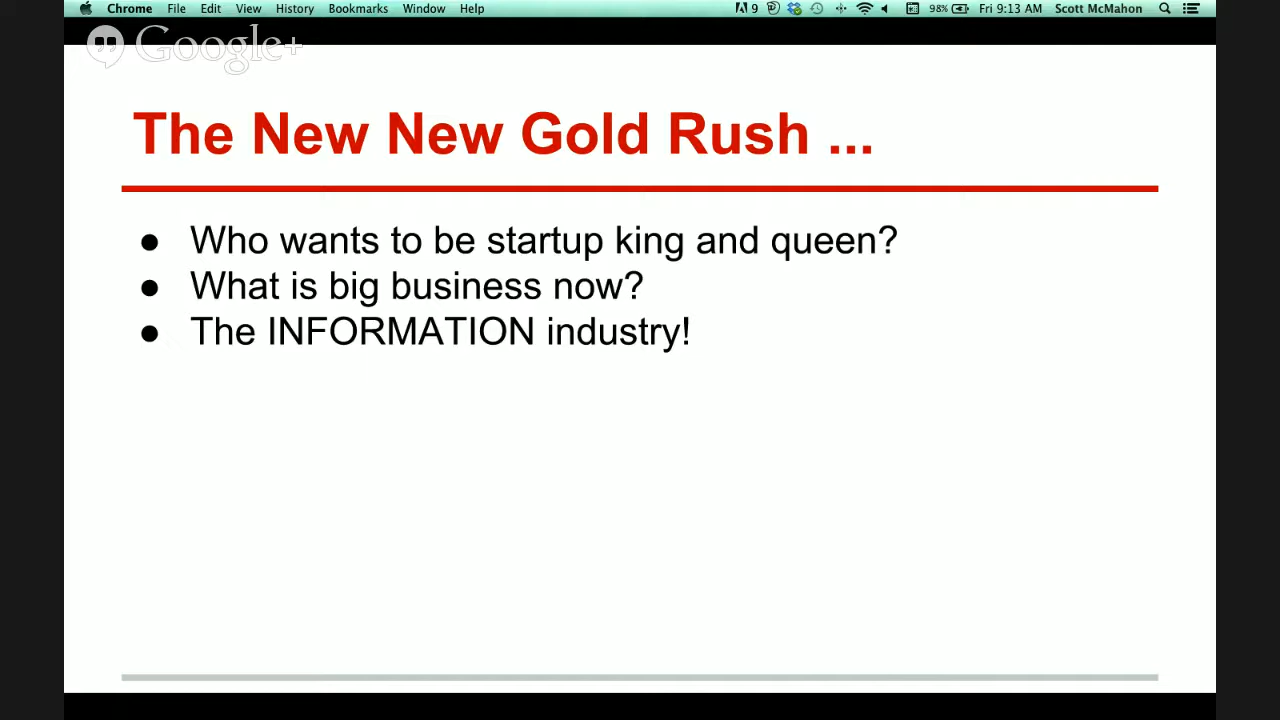 Chrome File Edit View History Bookmarks Window Help 9 98% Fri 9:13 AM Scott McMahon
Google+
The New New Gold Rush ...
● Who wants to be startup king and queen?
● What is big business now?
● The INFORMATION industry!